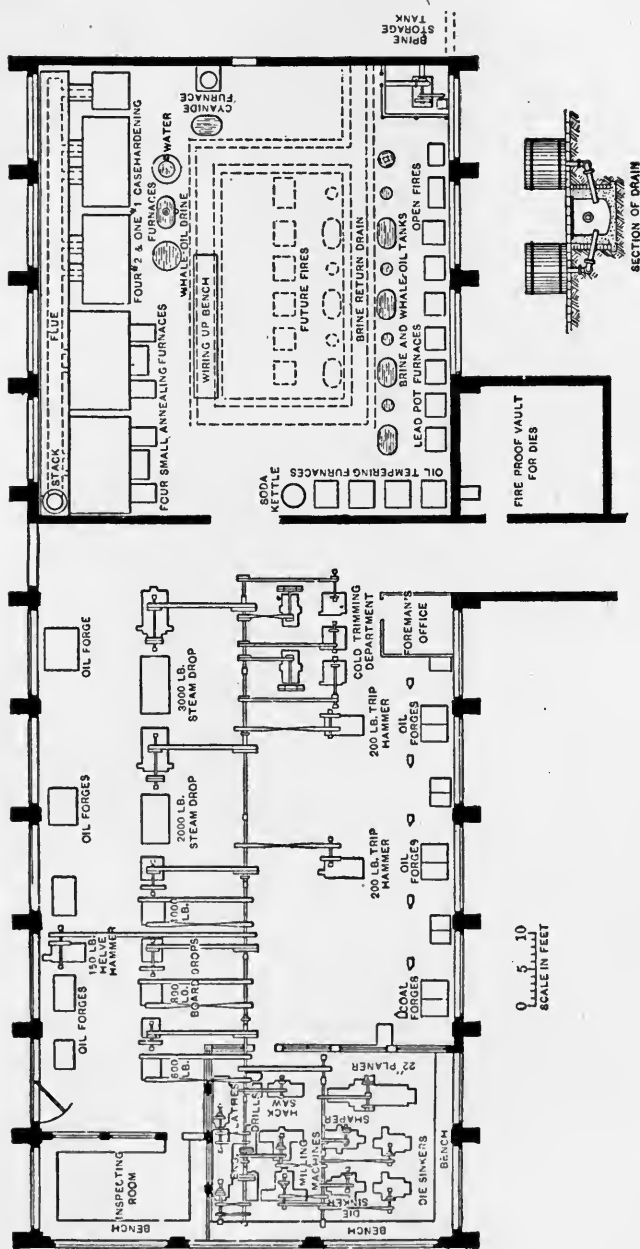 STACK
FLUE
FOUR SMALL ANNEALING FURNACES
FOUR #2 & ONE #1 CASEHARDENING
FURNACES
WATER
WHALE-OIL BRINE
CYANIDE
FURNACE
BRINE
STORAGE
TANK
WIRING UP BENCH
FUTURE FIRES
BRINE RETURN DRAIN
BRINE AND WHALE-OIL TANKS
LEAD POT FURNACES
OPEN FIRES
SODA
KETTLE
OIL TEMPERING FURNACES
FIRE PROOF VAULT
FOR DIES
SECTION OF DRAIN
OIL FORGE
OIL FORGES
150 LB.
HELVE
HAMMER
OIL FORGES
3000 LB.
STEAM DROP
2000 LB.
STEAM DROP
1000
LB.
800
LB.
BOARD DROPS
600
LB.
COLD TRIMMING
DEPARTMENT
200 LB. TRIP
HAMMER
200 LB. TRIP
HAMMER
FOREMAN'S
OFFICE
OIL
FORGES
OIL
FORGES
COAL
FORGES
INSPECTING
ROOM
BENCH
LATHES
DRILLS
HACK
SAW
MILLING
MACHINES
SHAPER
22" PLANER
DIE
SINKER
DIE SINKERS
BENCH
BENCH
0 5 10
SCALE IN FEET